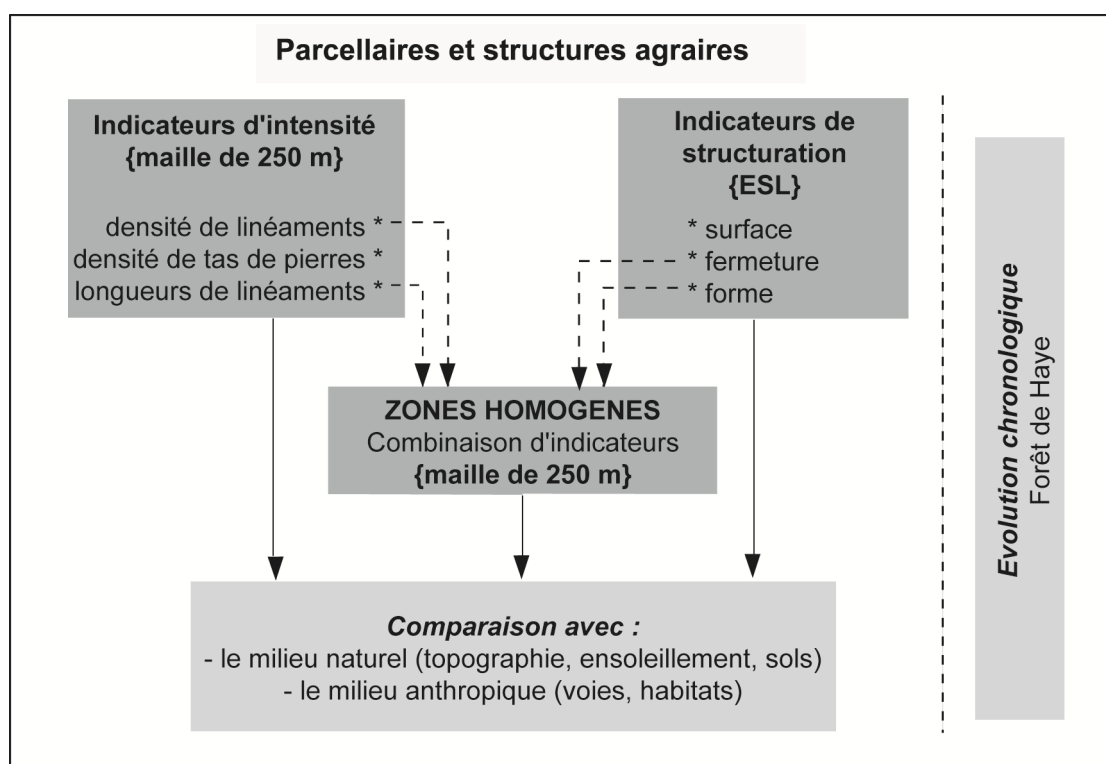 Parcellaires et structures agraires
Indicateurs d'intensité
{maille de 250 m}
densité de linéaments *
densité de tas de pierres *
longueurs de linéaments *
Indicateurs de
structuration
{ESL}
* surface
* fermeture
* forme
ZONES HOMOGENES
Combinaison d'indicateurs
{maille de 250 m}
Comparaison avec :
- le milieu naturel (topographie, ensoleillement, sols)
- le milieu anthropique (voies, habitats)
Evolution chronologique
Forêt de Haye